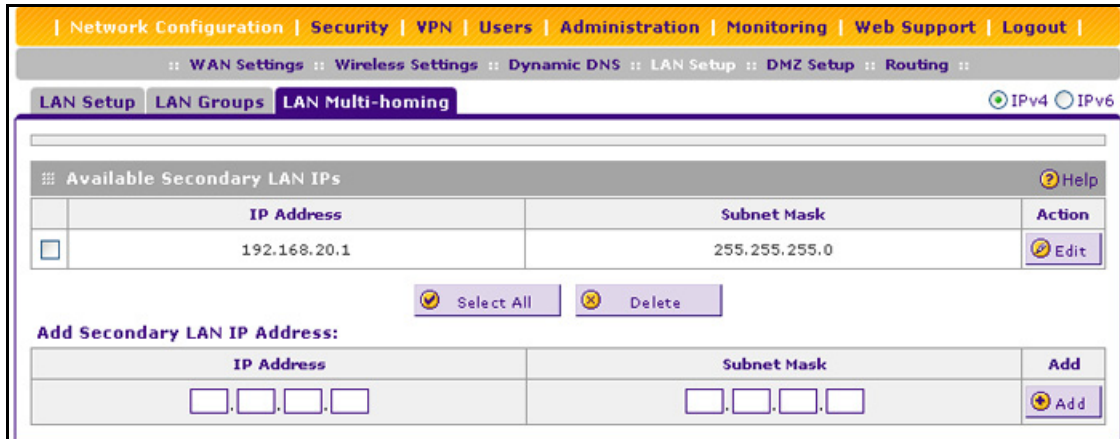 | Network Configuration | Security | VPN | Users | Administration | Monitoring | Web Support | Logout |
:: WAN Settings :: Wireless Settings :: Dynamic DNS :: LAN Setup :: DMZ Setup :: Routing ::
LAN Setup LAN Groups LAN Multi-homing IPv4 IPv6
Available Secondary LAN IPs Help
IP Address Subnet Mask Action
192.168.20.1 255.255.255.0 Edit
Select All Delete
Add Secondary LAN IP Address:
IP Address Subnet Mask Add
. . . . . . Add